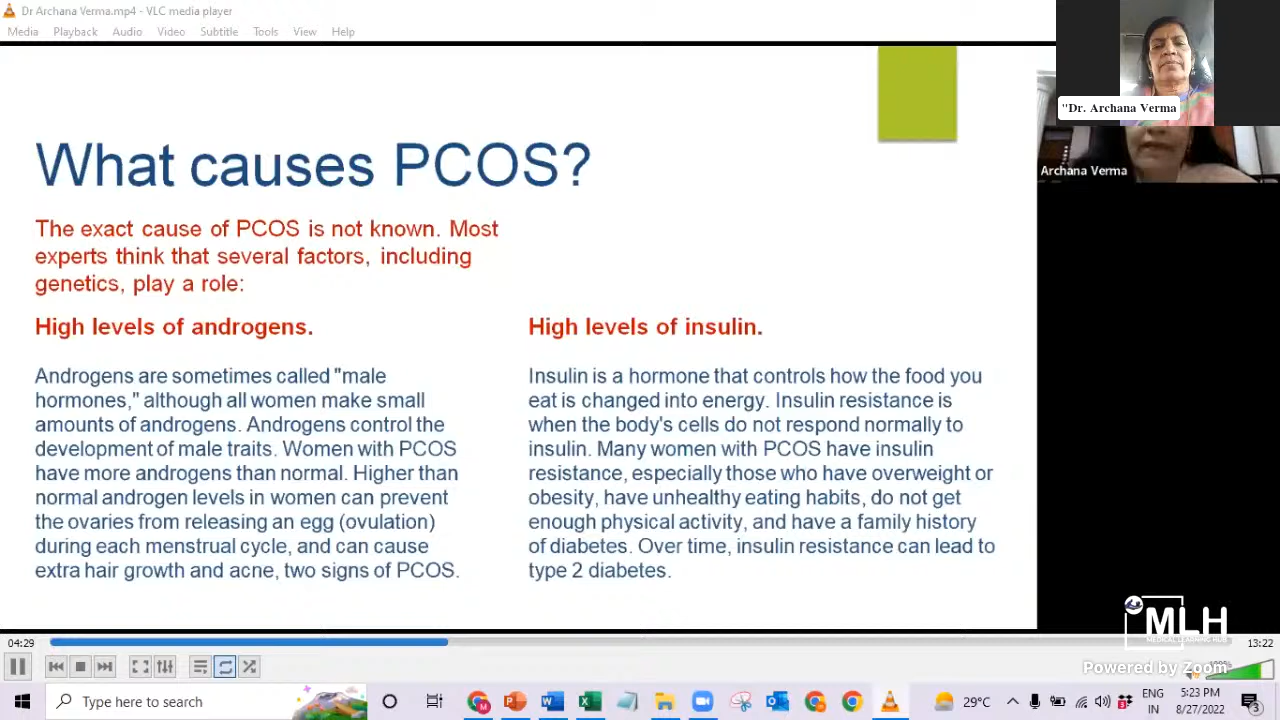 Dr Archana Verma.mp4 - VLC media player
Media Playback Audio Video Subtitle Tools View Help
"Dr. Archana Verma
Archana Verma
What causes PCOS?
The exact cause of PCOS is not known. Most
experts think that several factors, including
genetics, play a role:
High levels of androgens.
Androgens are sometimes called "male
hormones," although all women make small
amounts of androgens. Androgens control the
development of male traits. Women with PCOS
have more androgens than normal. Higher than
normal androgen levels in women can prevent
the ovaries from releasing an egg (ovulation)
during each menstrual cycle, and can cause
extra hair growth and acne, two signs of PCOS.
High levels of insulin.
Insulin is a hormone that controls how the food you
eat is changed into energy. Insulin resistance is
when the body's cells do not respond normally to
insulin. Many women with PCOS have insulin
resistance, especially those who have overweight or
obesity, have unhealthy eating habits, do not get
enough physical activity, and have a family history
of diabetes. Over time, insulin resistance can lead to
type 2 diabetes.
MLH
Powered by Zoom
04:29
13:22
Type here to search
29°C
ENG
IN
5:23 PM
8/27/2022
3